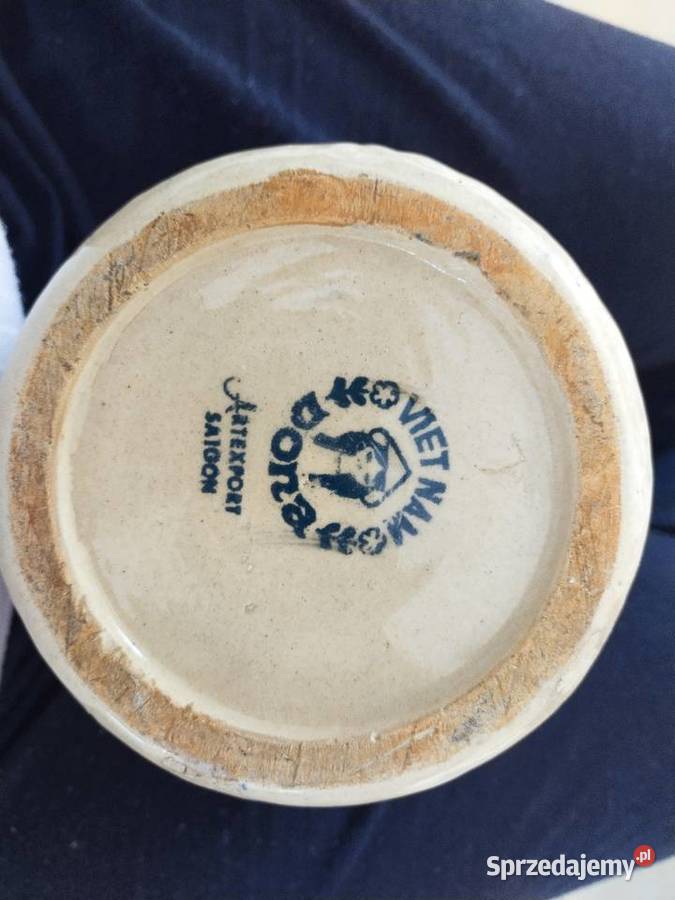 VIET NAM
DONA
ARTEXPORT
SAIGON
Sprzedajemy.pl